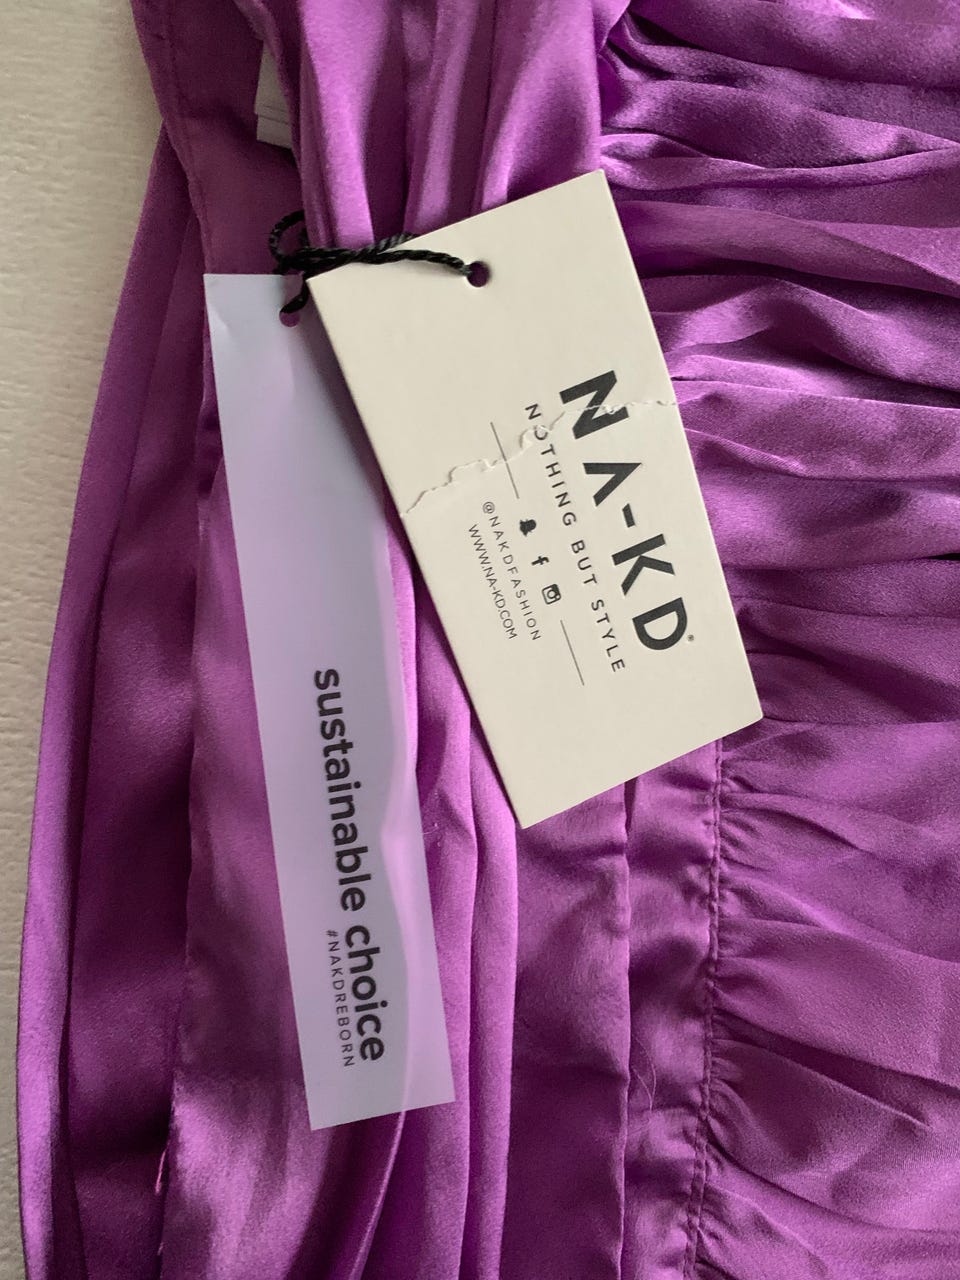 NA-KD®
NOTHING BUT STYLE
@NAKDFASHION
WWW.NA-KD.COM
sustainable choice
#NAKDREBORN